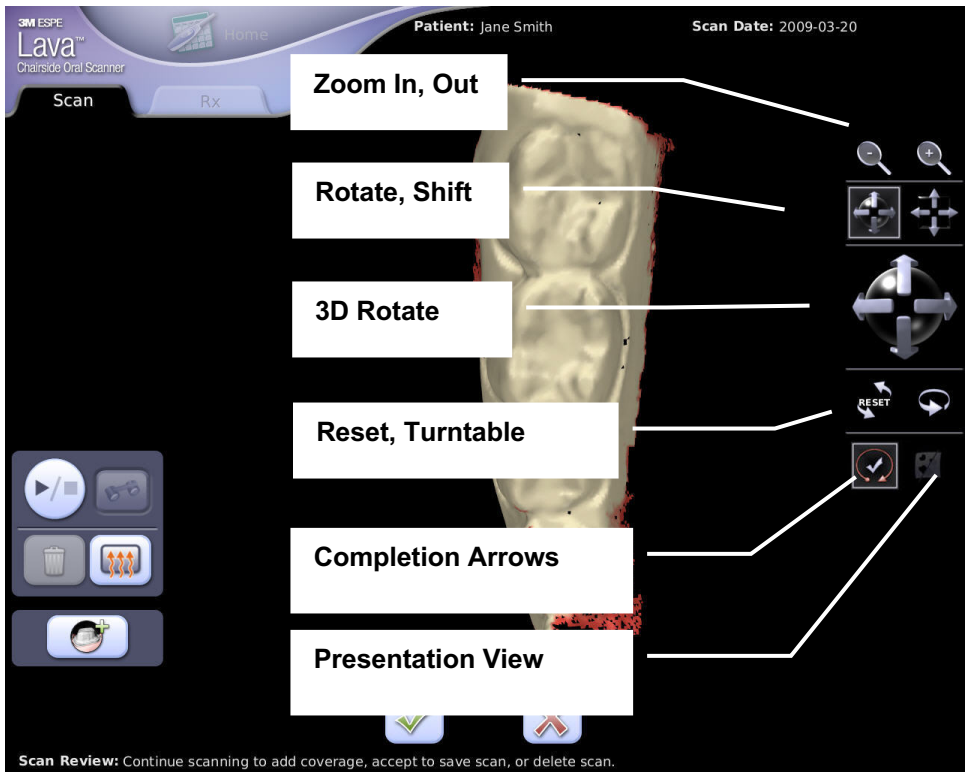 3M ESPE
Lava™
Chairside Oral Scanner
Home
Patient: Jane Smith
Scan Date: 2009-03-20
Scan
Rx
Zoom In, Out
Rotate, Shift
3D Rotate
RESET
Reset, Turntable
Completion Arrows
Presentation View
Scan Review: Continue scanning to add coverage, accept to save scan, or delete scan.